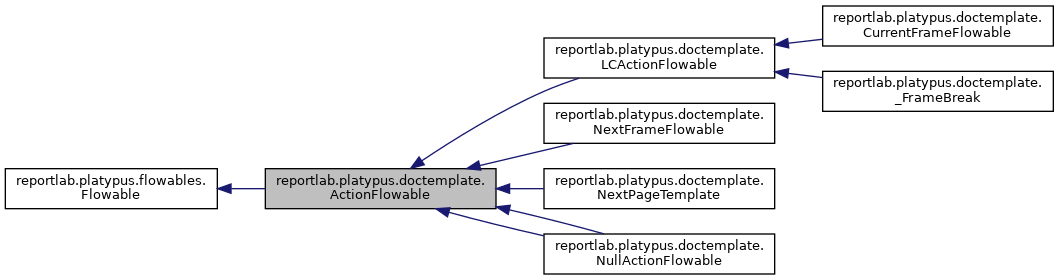 reportlab.platypus.flowables.
Flowable
reportlab.platypus.doctemplate.
ActionFlowable
reportlab.platypus.doctemplate.
LCActionFlowable
reportlab.platypus.doctemplate.
CurrentFrameFlowable
reportlab.platypus.doctemplate.
_FrameBreak
reportlab.platypus.doctemplate.
NextFrameFlowable
reportlab.platypus.doctemplate.
NextPageTemplate
reportlab.platypus.doctemplate.
NullActionFlowable